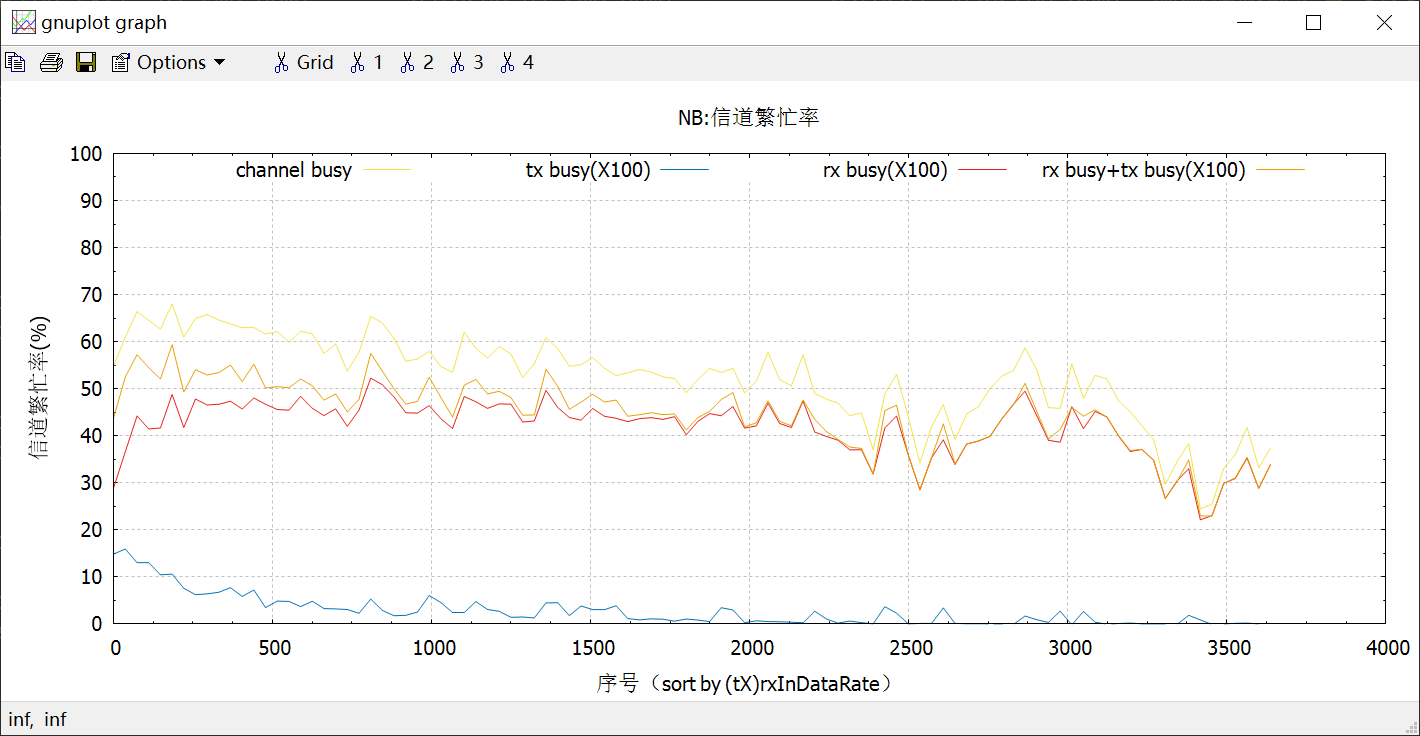 gnuplot graph
Options Grid 1 2 3 4
NB:信道繁忙率
channel busy tx busy(X100) rx busy(X100) rx busy+tx busy(X100)
100
90
80
70
60
50
40
30
20
10
0
信道繁忙率(%)
0 500 1000 1500 2000 2500 3000 3500 4000
序号（sort by (tX)rxInDataRate）
inf, inf